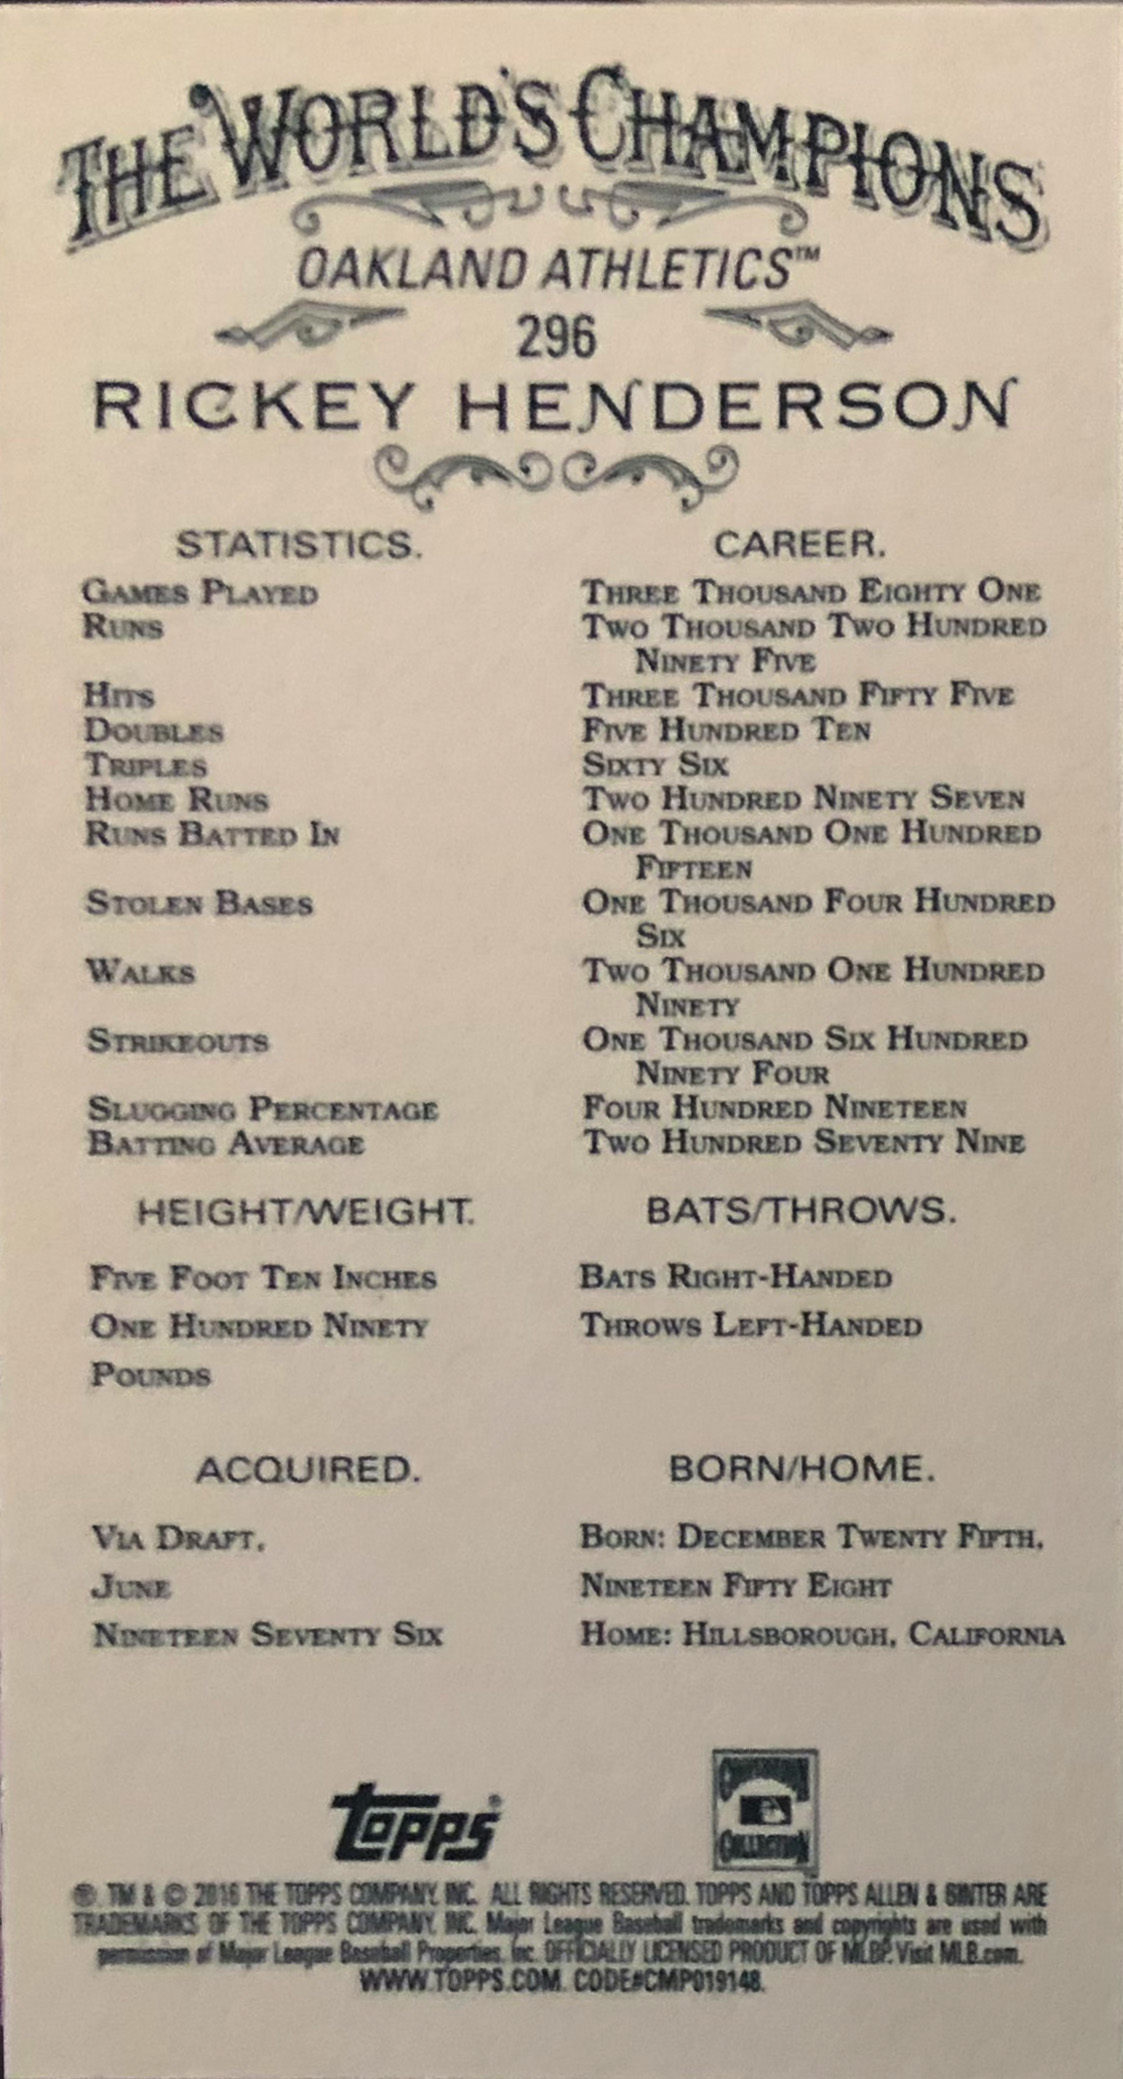 THE WORLD'S CHAMPIONS
OAKLAND ATHLETICS™
296
RICKEY HENDERSON
STATISTICS. CAREER.
GAMES PLAYED THREE THOUSAND EIGHTY ONE
RUNS TWO THOUSAND TWO HUNDRED
NINETY FIVE
HITS THREE THOUSAND FIFTY FIVE
DOUBLES FIVE HUNDRED TEN
TRIPLES SIXTY SIX
HOME RUNS TWO HUNDRED NINETY SEVEN
RUNS BATTED IN ONE THOUSAND ONE HUNDRED
FIFTEEN
STOLEN BASES ONE THOUSAND FOUR HUNDRED
SIX
WALKS TWO THOUSAND ONE HUNDRED
NINETY
STRIKEOUTS ONE THOUSAND SIX HUNDRED
NINETY FOUR
SLUGGING PERCENTAGE FOUR HUNDRED NINETEEN
BATTING AVERAGE TWO HUNDRED SEVENTY NINE
HEIGHT/WEIGHT. BATS/THROWS.
FIVE FOOT TEN INCHES BATS RIGHT-HANDED
ONE HUNDRED NINETY THROWS LEFT-HANDED
POUNDS
ACQUIRED. BORN/HOME.
VIA DRAFT, BORN: DECEMBER TWENTY FIFTH,
JUNE NINETEEN FIFTY EIGHT
NINETEEN SEVENTY SIX HOME: HILLSBOROUGH, CALIFORNIA
Topps® COOPERSTOWN
COLLECTION™
®, TM & © 2016 THE TOPPS COMPANY, INC. ALL RIGHTS RESERVED. TOPPS AND TOPPS ALLEN & GINTER ARE
TRADEMARKS OF THE TOPPS COMPANY, INC. Major League Baseball trademarks and copyrights are used with
permission of Major League Baseball Properties, Inc. OFFICIALLY LICENSED PRODUCT OF MLBP. Visit MLB.com.
WWW.TOPPS.COM. CODE#CMP019148.